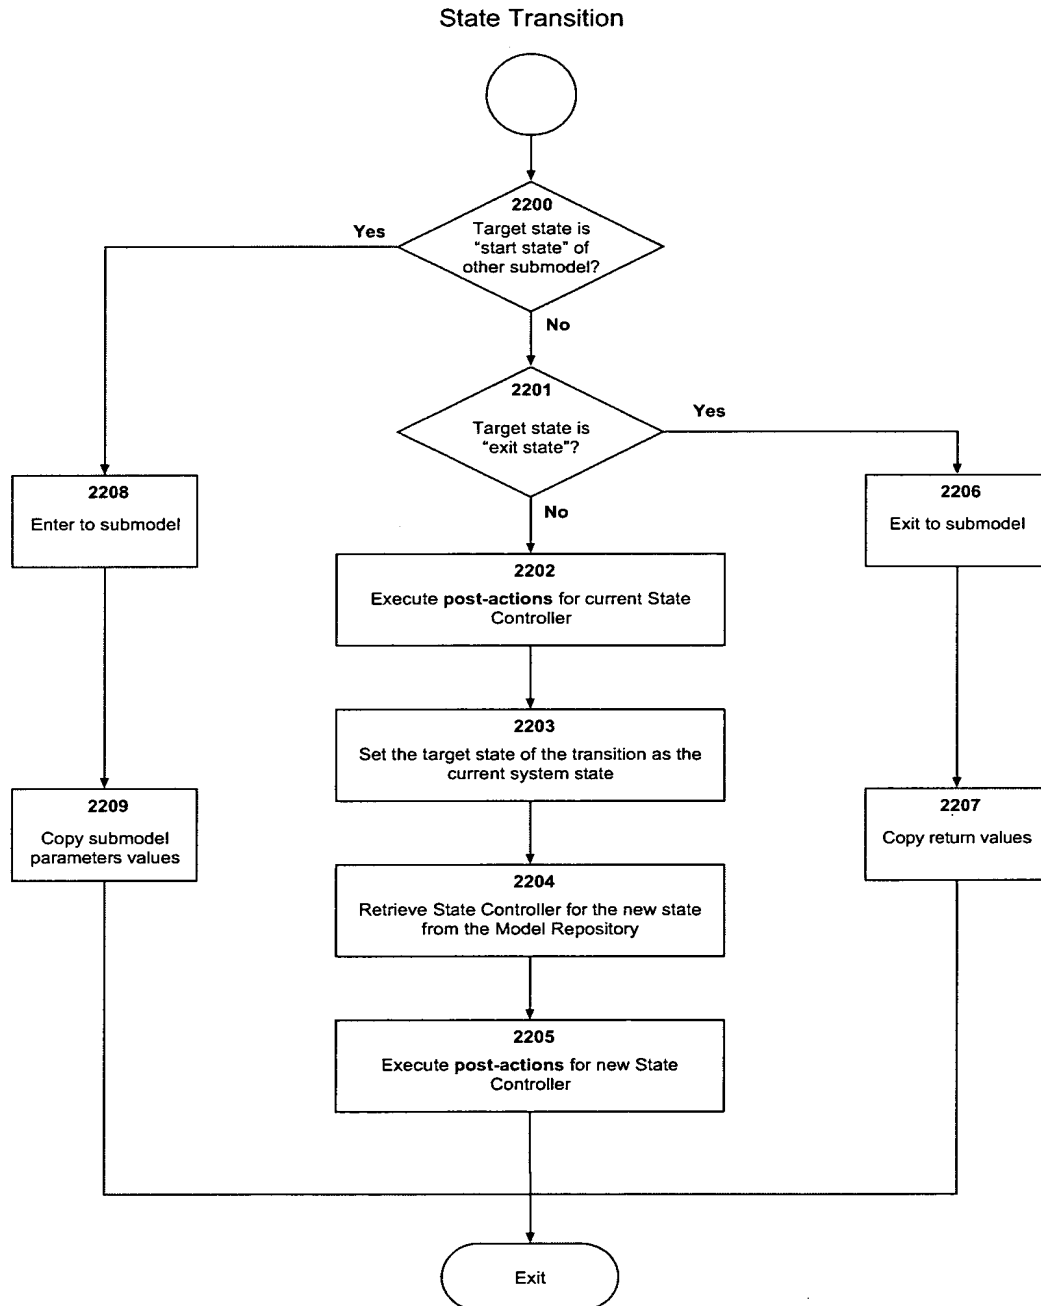 State Transition
2200
Target state is
"start state" of
other submodel?
Yes
No
2201
Target state is
"exit state"?
Yes
No
2208
Enter to submodel
2206
Exit to submodel
2202
Execute post-actions for current State
Controller
2203
Set the target state of the transition as the
current system state
2209
Copy submodel
parameters values
2207
Copy return values
2204
Retrieve State Controller for the new state
from the Model Repository
2205
Execute post-actions for new State
Controller
Exit